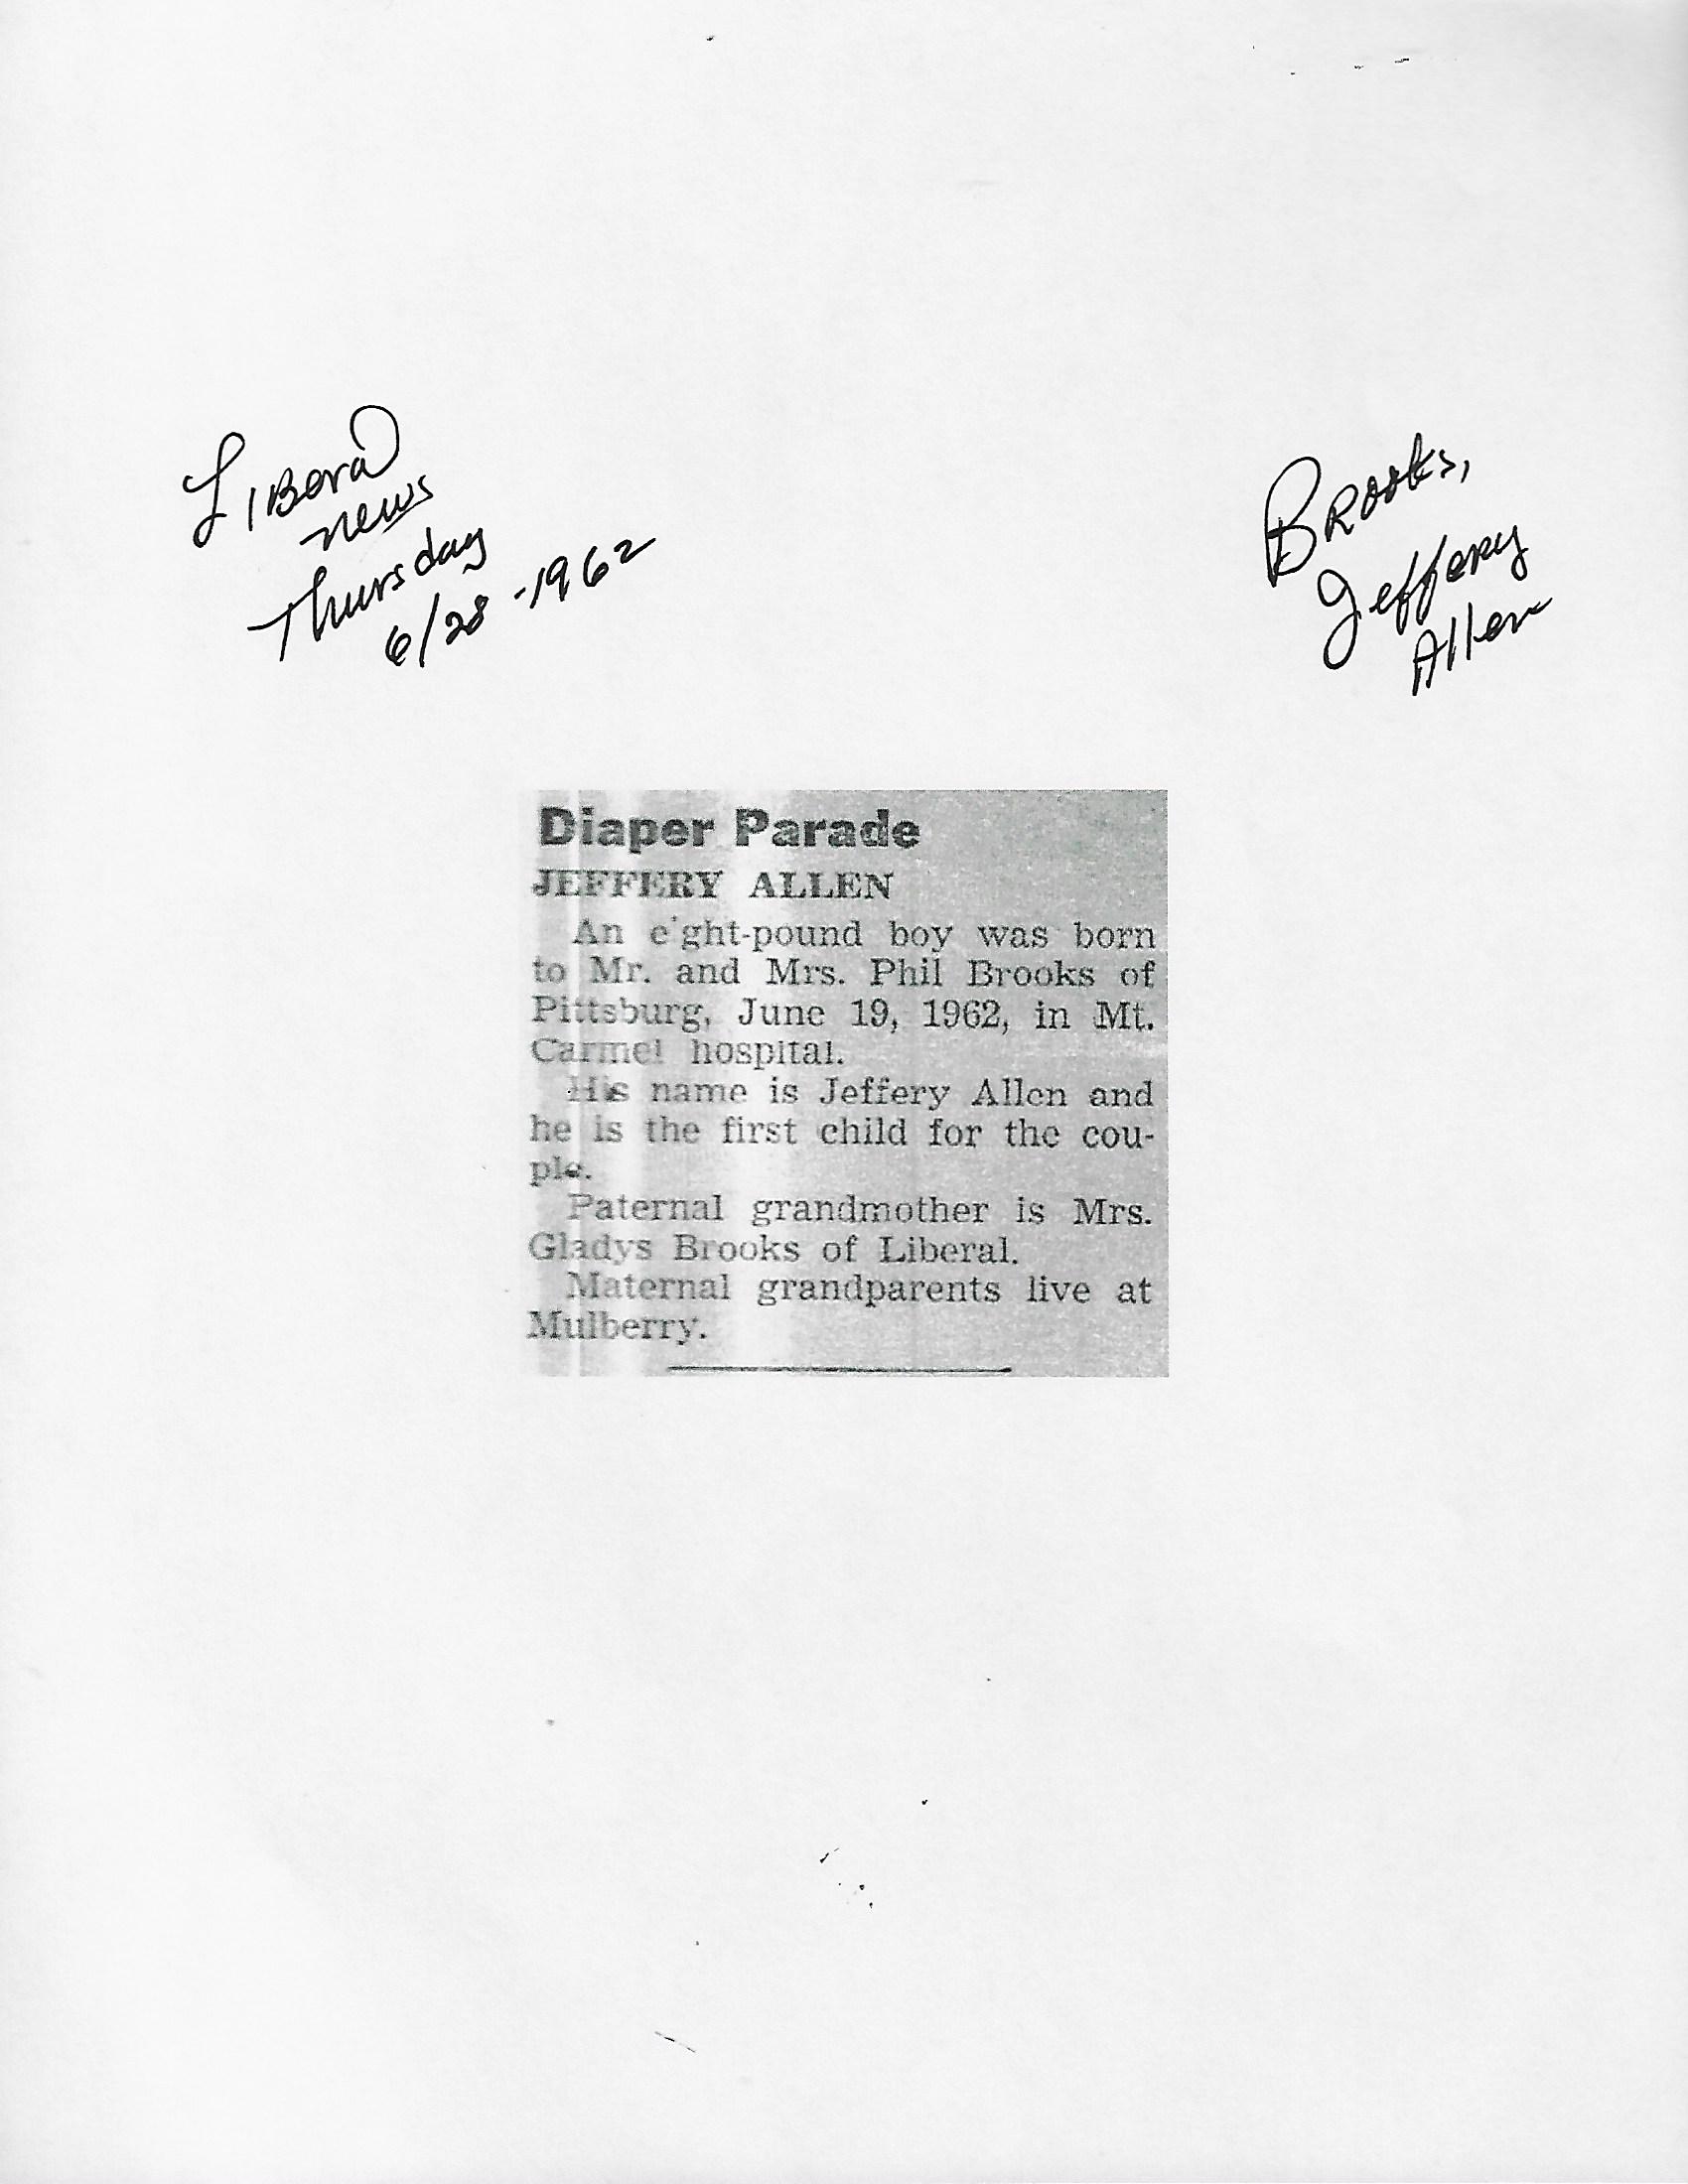 Liberal
news
Thursday
6/28-1962
Brooks,
Jeffery
Allen
Diaper Parade
JEFFERY ALLEN
An e'ght-pound boy was born
to Mr. and Mrs. Phil Brooks of
Pittsburg, June 19, 1962, in Mt.
Carmel hospital.
His name is Jeffery Allen and
he is the first child for the cou-
ple.
Paternal grandmother is Mrs.
Gladys Brooks of Liberal.
Maternal grandparents live at
Mulberry.